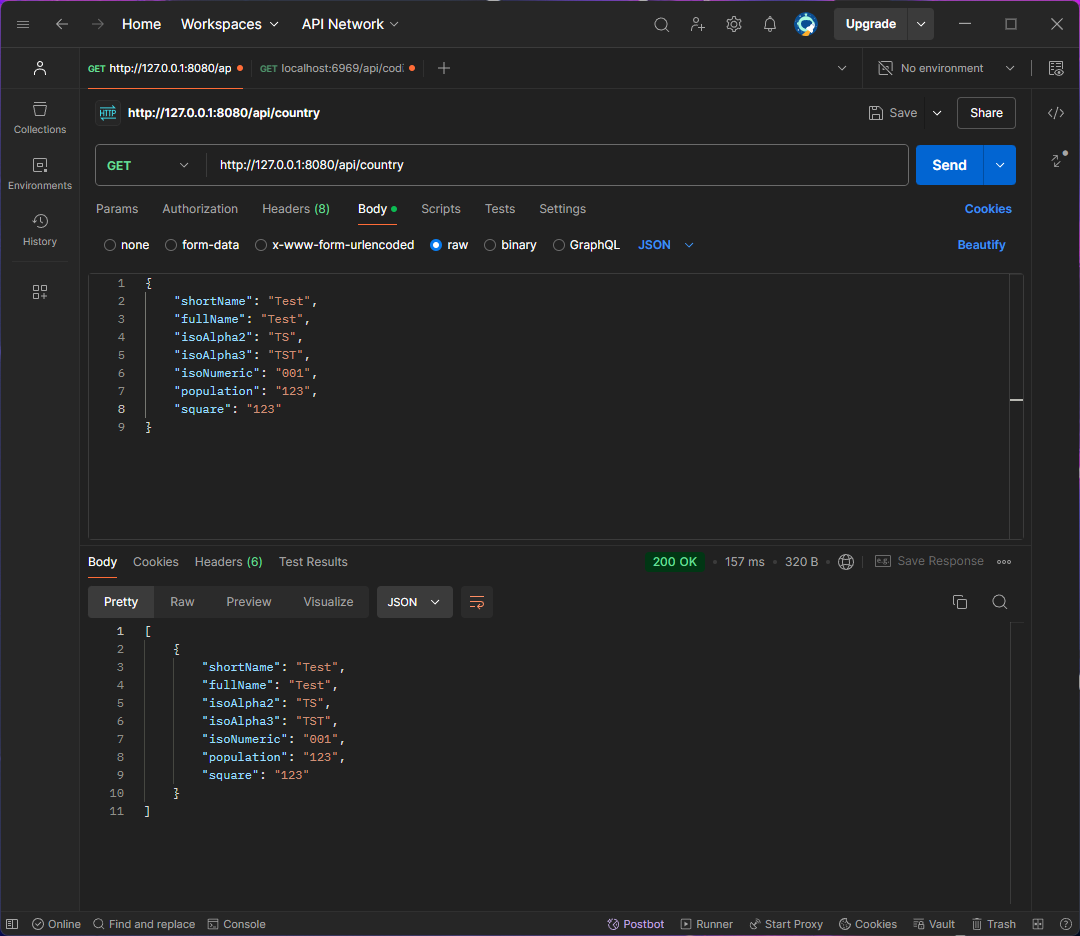 Home Workspaces API Network Upgrade
GET http://127.0.0.1:8080/ap GET localhost:6969/api/cod No environment
HTTP http://127.0.0.1:8080/api/country Save Share
Collections
Environments
History
GET http://127.0.0.1:8080/api/country Send
Params Authorization Headers (8) Body Scripts Tests Settings Cookies
none form-data x-www-form-urlencoded raw binary GraphQL JSON Beautify
1 {
2 "shortName": "Test",
3 "fullName": "Test",
4 "isoAlpha2": "TS",
5 "isoAlpha3": "TST",
6 "isoNumeric": "001",
7 "population": "123",
8 "square": "123"
9 }
Body Cookies Headers (6) Test Results 200 OK 157 ms 320 B Save Response
Pretty Raw Preview Visualize JSON
1 [
2 {
3 "shortName": "Test",
4 "fullName": "Test",
5 "isoAlpha2": "TS",
6 "isoAlpha3": "TST",
7 "isoNumeric": "001",
8 "population": "123",
9 "square": "123"
10 }
11 ]
Online Find and replace Console Postbot Runner Start Proxy Cookies Vault Trash